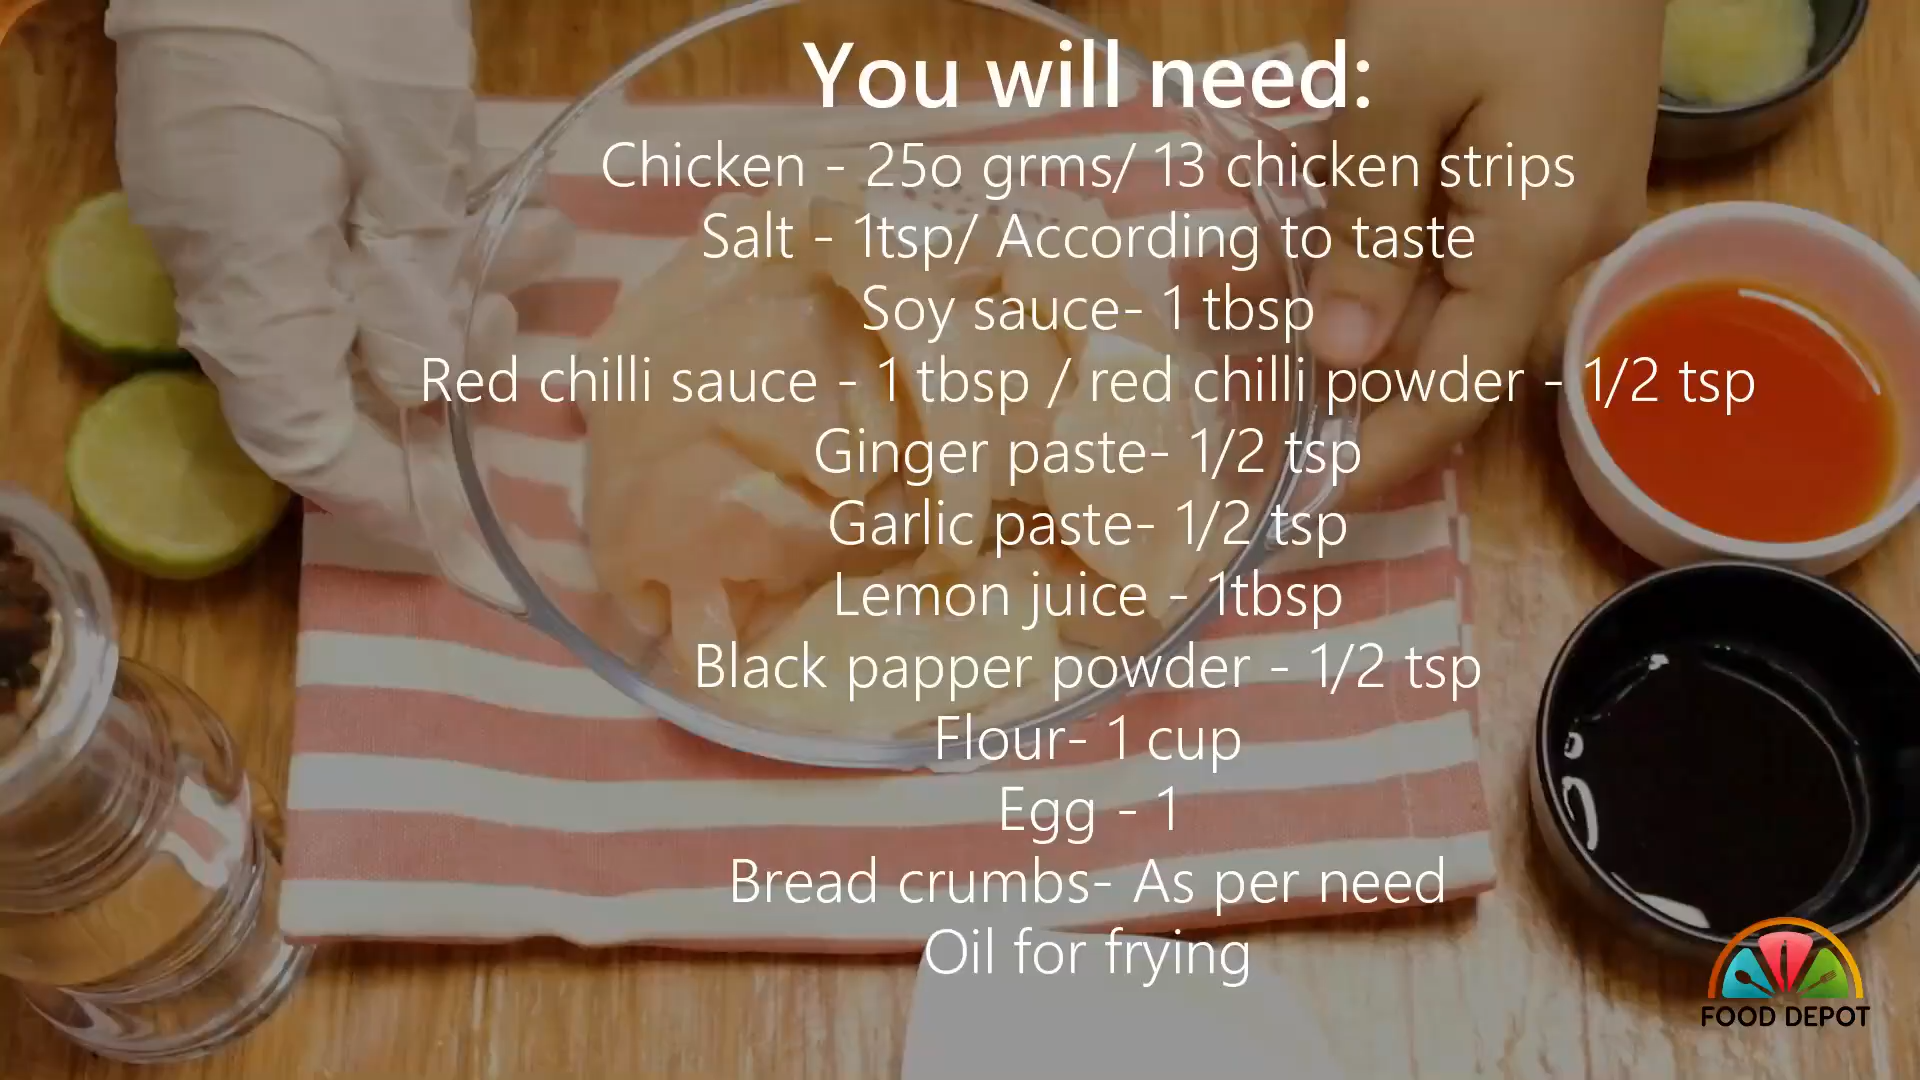 You will need:
Chicken - 25o grms/ 13 chicken strips
Salt - 1tsp/ According to taste
Soy sauce- 1 tbsp
Red chilli sauce - 1 tbsp / red chilli powder - 1/2 tsp
Ginger paste- 1/2 tsp
Garlic paste- 1/2 tsp
Lemon juice - 1tbsp
Black papper powder - 1/2 tsp
Flour- 1 cup
Egg - 1
Bread crumbs- As per need
Oil for frying
FOOD DEPOT